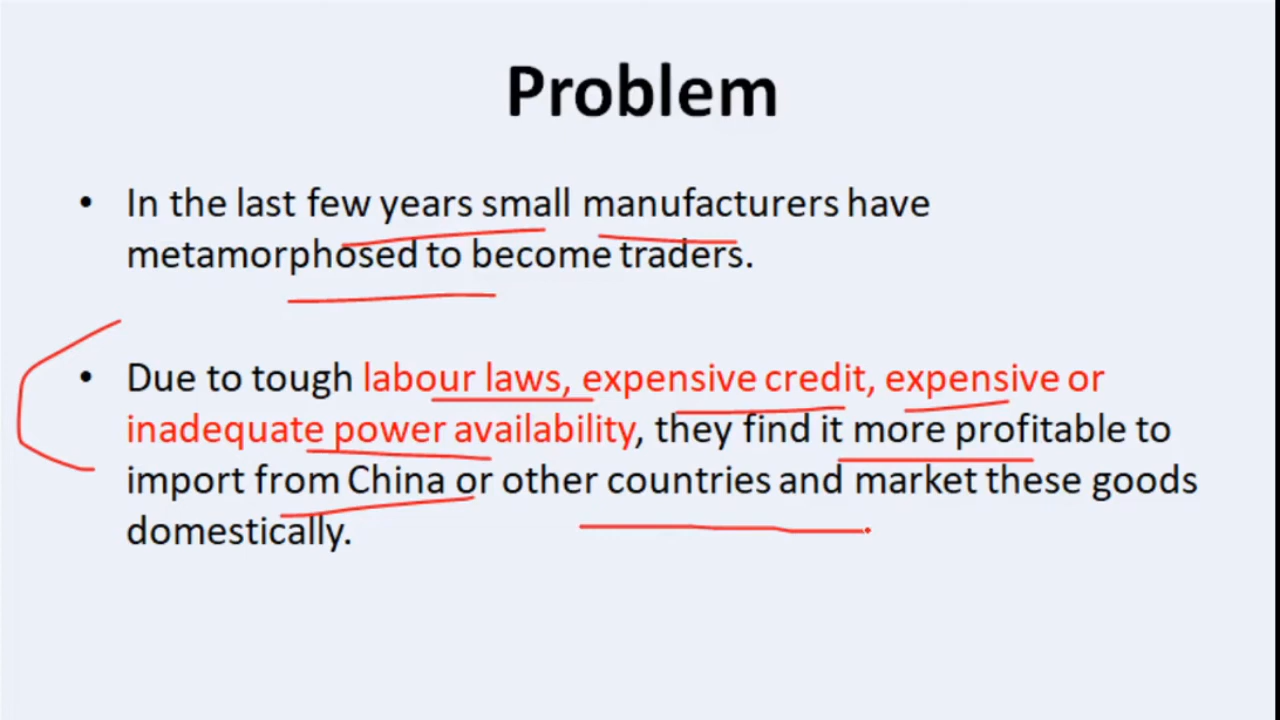 Problem
• In the last few years small manufacturers have
metamorphosed to become traders.
• Due to tough labour laws, expensive credit, expensive or
inadequate power availability, they find it more profitable to
import from China or other countries and market these goods
domestically.